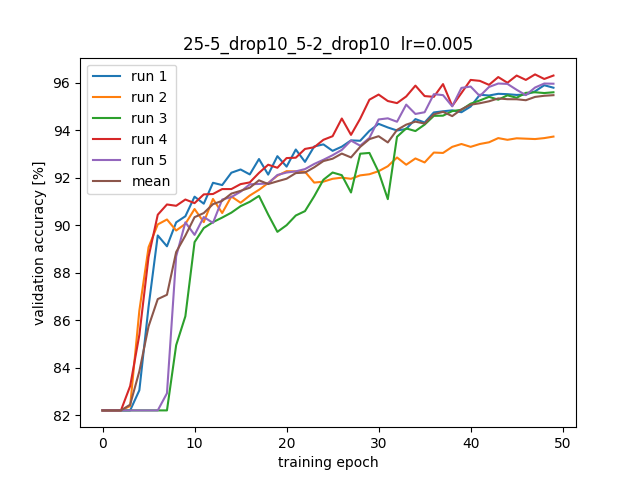 25-5_drop10_5-2_drop10  lr=0.005
run 1
run 2
run 3
run 4
run 5
mean
validation accuracy [%]
96
94
92
90
88
86
84
82
0
10
20
30
40
50
training epoch